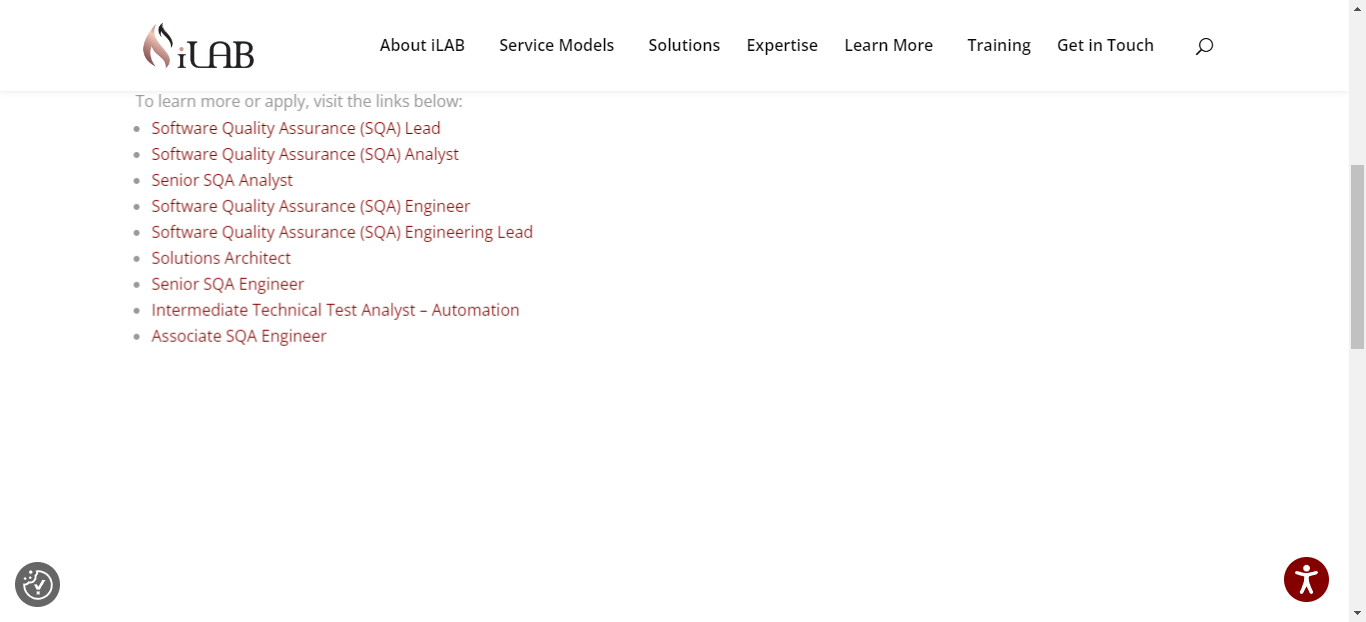 iLAB
About iLAB Service Models Solutions Expertise Learn More Training Get in Touch
To learn more or apply, visit the links below:
Software Quality Assurance (SQA) Lead
Software Quality Assurance (SQA) Analyst
Senior SQA Analyst
Software Quality Assurance (SQA) Engineer
Software Quality Assurance (SQA) Engineering Lead
Solutions Architect
Senior SQA Engineer
Intermediate Technical Test Analyst – Automation
Associate SQA Engineer